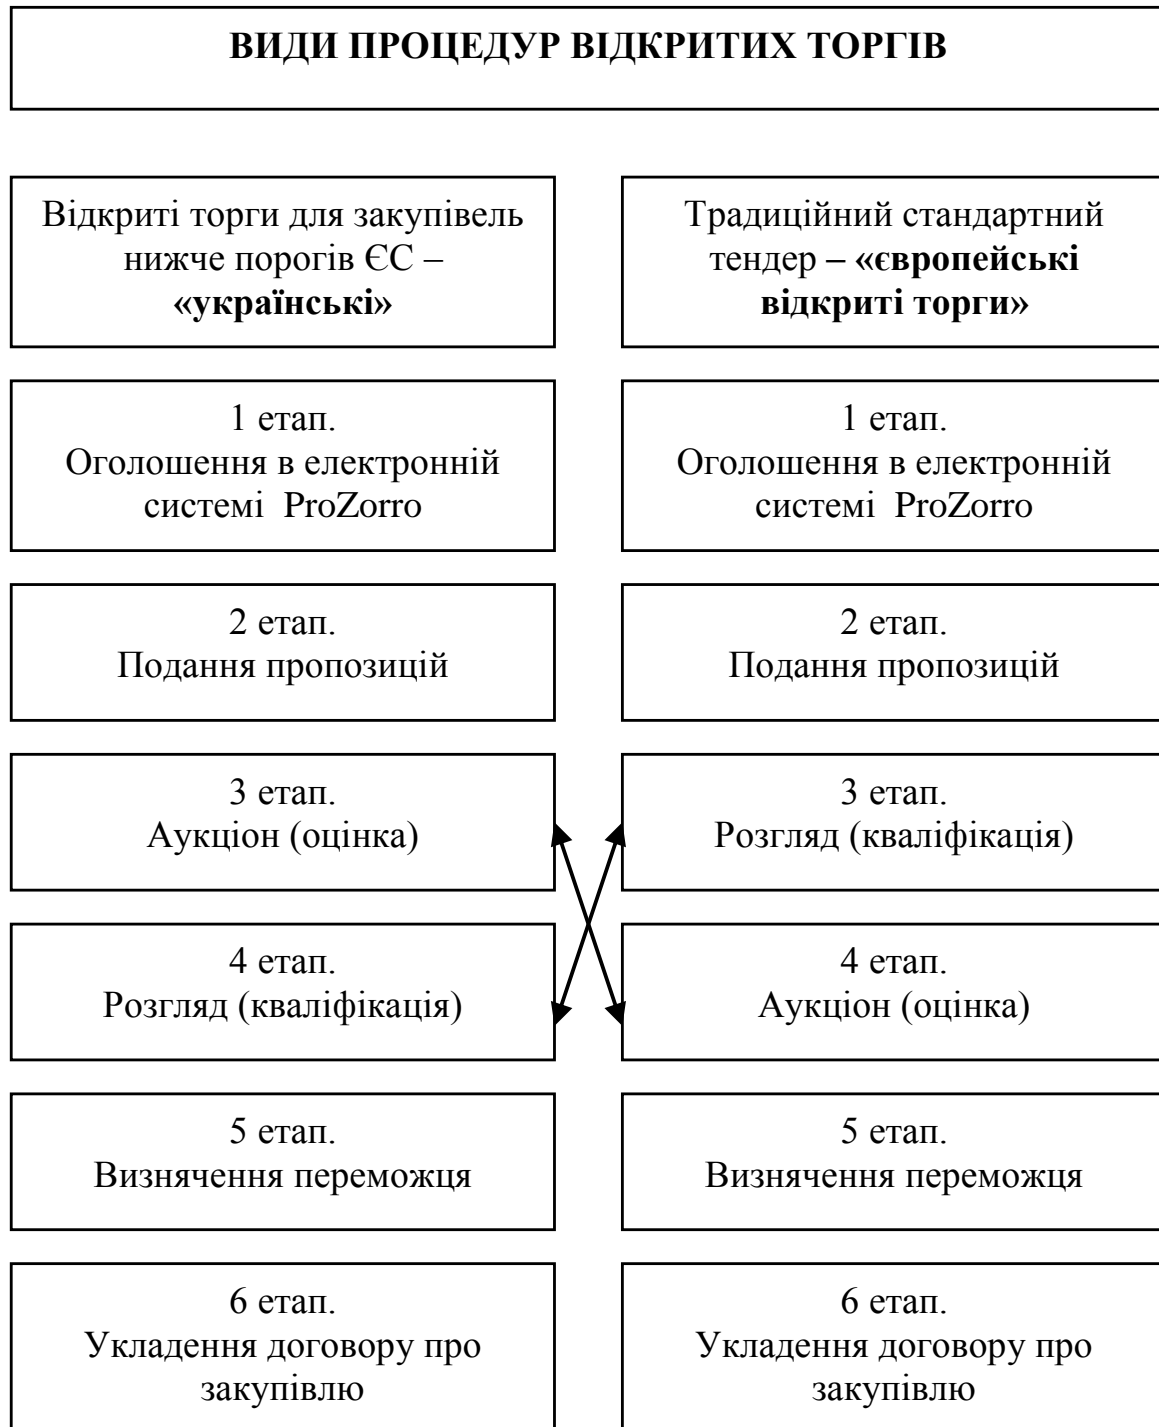 ВИДИ ПРОЦЕДУР ВІДКРИТИХ ТОРГІВ
Відкриті торги для закупівель
нижче порогів ЄС –
«українські»
Традиційний стандартний
тендер – «європейські
відкриті торги»
1 етап.
Оголошення в електронній
системі ProZorro
1 етап.
Оголошення в електронній
системі ProZorro
2 етап.
Подання пропозицій
2 етап.
Подання пропозицій
3 етап.
Аукціон (оцінка)
3 етап.
Розгляд (кваліфікація)
4 етап.
Розгляд (кваліфікація)
4 етап.
Аукціон (оцінка)
5 етап.
Визнячення переможця
5 етап.
Визнячення переможця
6 етап.
Укладення договору про
закупівлю
6 етап.
Укладення договору про
закупівлю